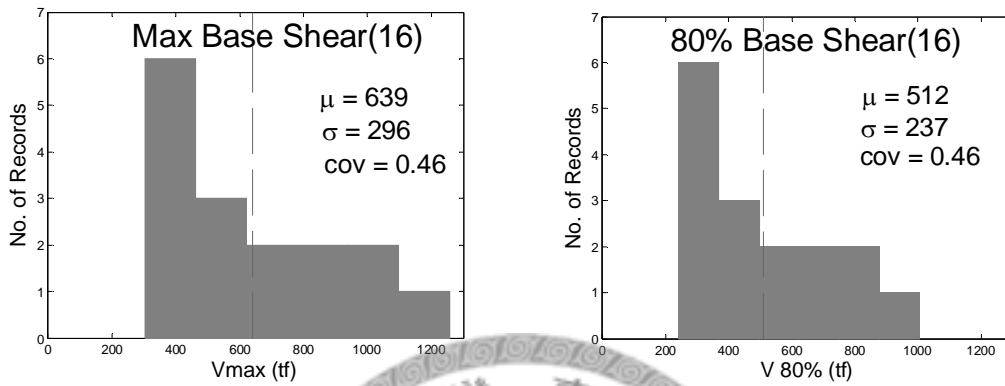 Max Base Shear(16)
μ = 639
σ = 296
cov = 0.46
No. of Records
0
1
2
3
4
5
6
7
0 200 400 600 800 1000 1200
Vmax (tf)
80% Base Shear(16)
μ = 512
σ = 237
cov = 0.46
No. of Records
0
1
2
3
4
5
6
7
0 200 400 600 800 1000 1200
V 80% (tf)